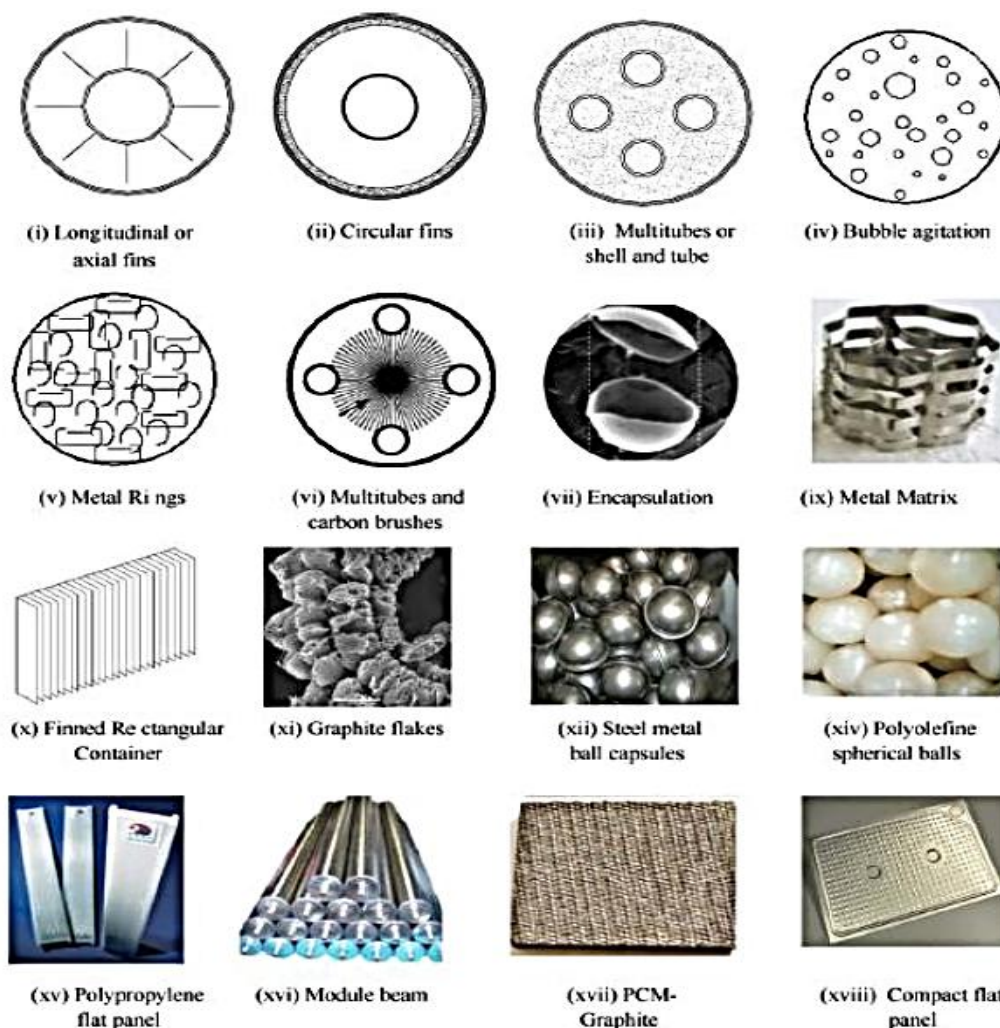 (i) Longitudinal or
axial fins
(ii) Circular fins
(iii) Multitubes or
shell and tube
(iv) Bubble agitation
(v) Metal Ri ngs
(vi) Multitubes and
carbon brushes
(vii) Encapsulation
(ix) Metal Matrix
(x) Finned Re ctangular
Container
(xi) Graphite flakes
(xii) Steel metal
ball capsules
(xiv) Polyolefine
spherical balls
(xv) Polypropylene
flat panel
(xvi) Module beam
(xvii) PCM-
Graphite
(xviii) Compact flat
panel